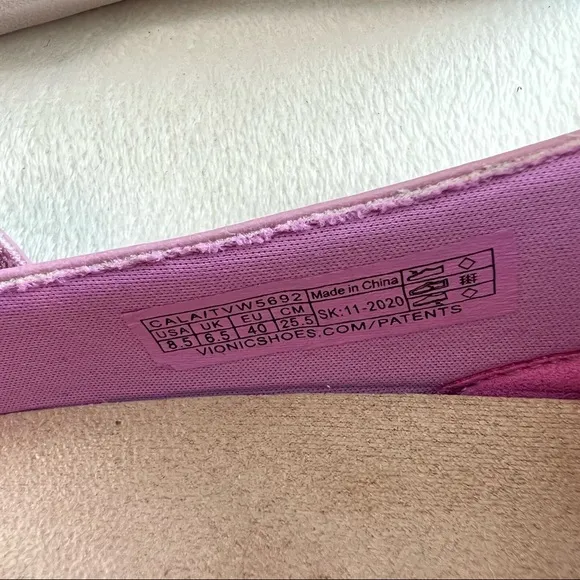 CALA/TVW5692
USA UK EU CM
8.5 6.5 40 25.5
Made in China
SK:11-2020
VIONICSHOES.COM/PATENTS